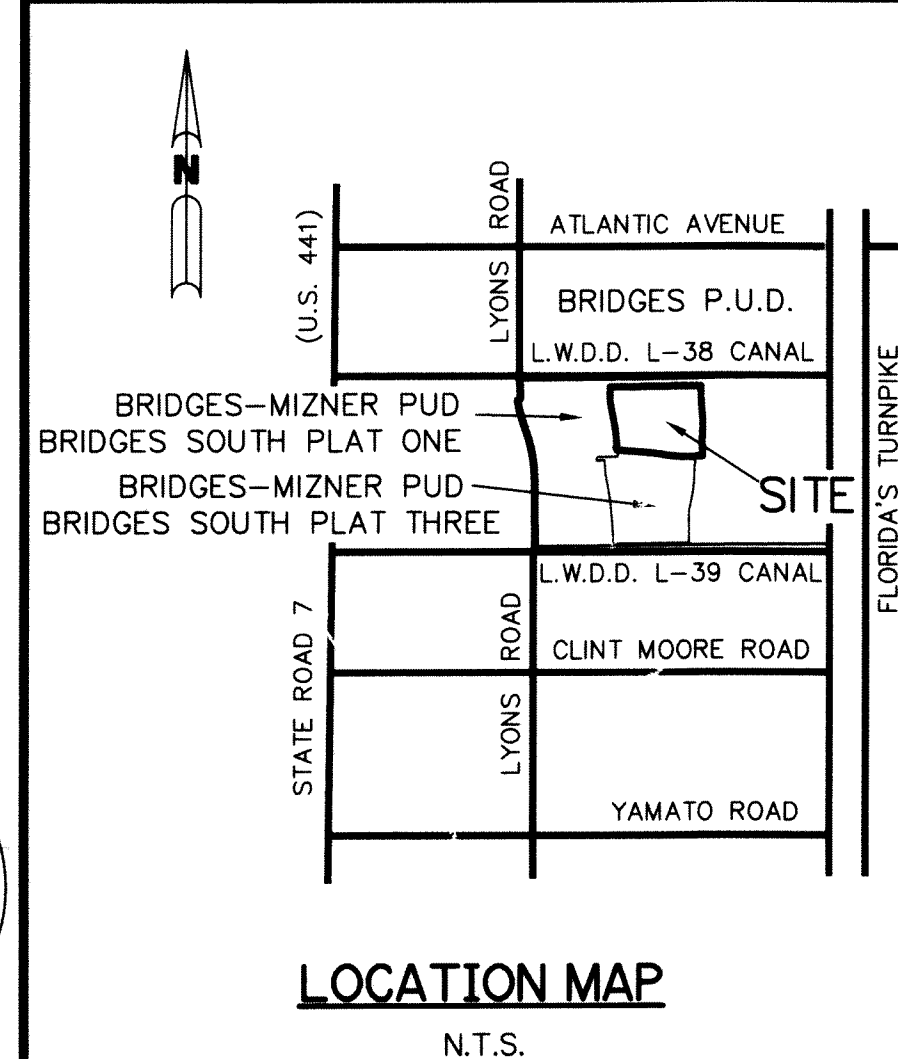 N
(U.S. 441)
LYONS ROAD
ATLANTIC AVENUE
BRIDGES P.U.D.
L.W.D.D. L-38 CANAL
BRIDGES-MIZNER PUD
BRIDGES SOUTH PLAT ONE
BRIDGES-MIZNER PUD
BRIDGES SOUTH PLAT THREE
SITE
FLORIDA'S TURNPIKE
L.W.D.D. L-39 CANAL
STATE ROAD 7
LYONS ROAD
CLINT MOORE ROAD
YAMATO ROAD
LOCATION MAP
N.T.S.